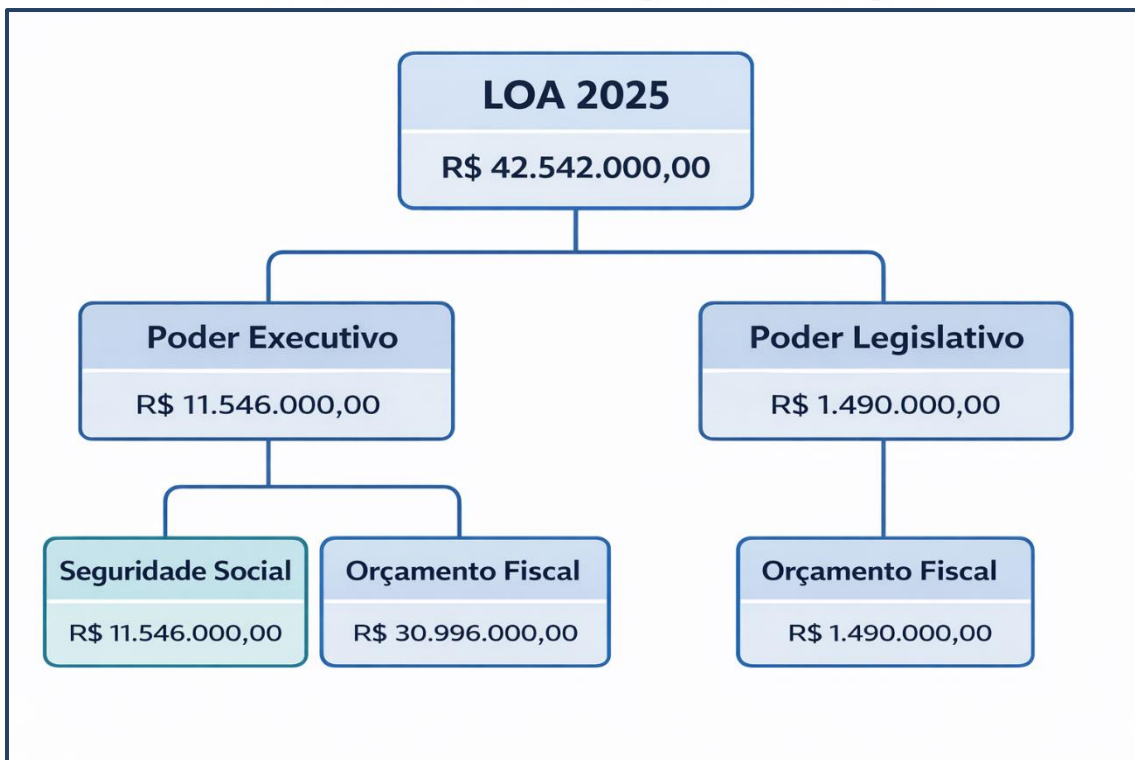 LOA 2025
R$ 42.542.000,00
Poder Executivo
R$ 11.546.000,00
Poder Legislativo
R$ 1.490.000,00
Seguridade Social
R$ 11.546.000,00
Orçamento Fiscal
R$ 30.996.000,00
Orçamento Fiscal
R$ 1.490.000,00